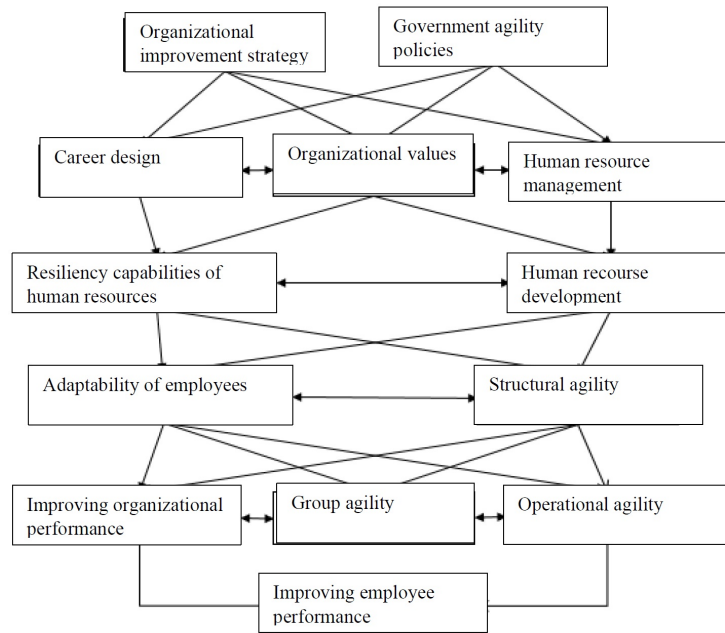 Organizational
improvement strategy
Government agility
policies
Career design
Organizational values
Human resource
management
Resiliency capabilities of
human resources
Human recourse
development
Adaptability of employees
Structural agility
Improving organizational
performance
Group agility
Operational agility
Improving employee
performance